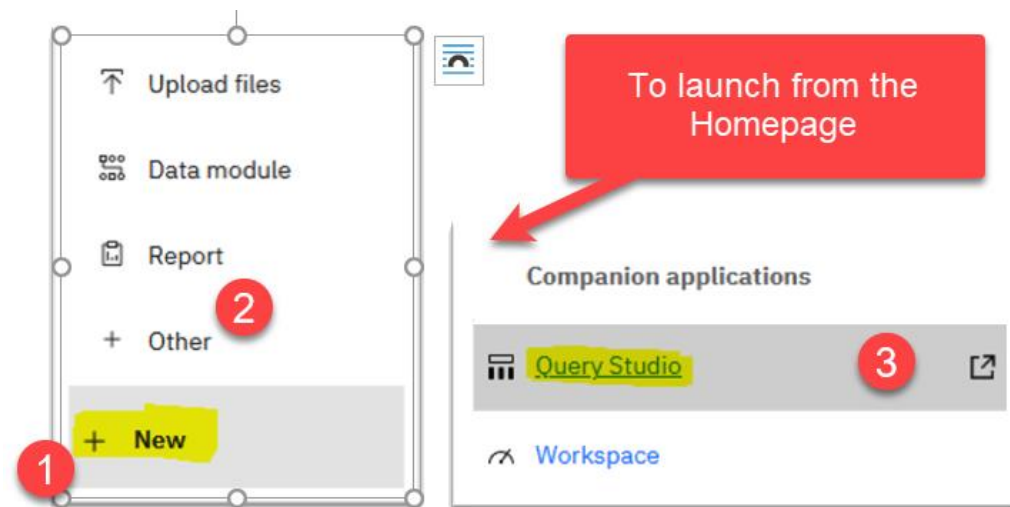 Upload files
Data module
Report
2
+ Other
+ New
1
To launch from the
Homepage
Companion applications
Query Studio
3
Workspace